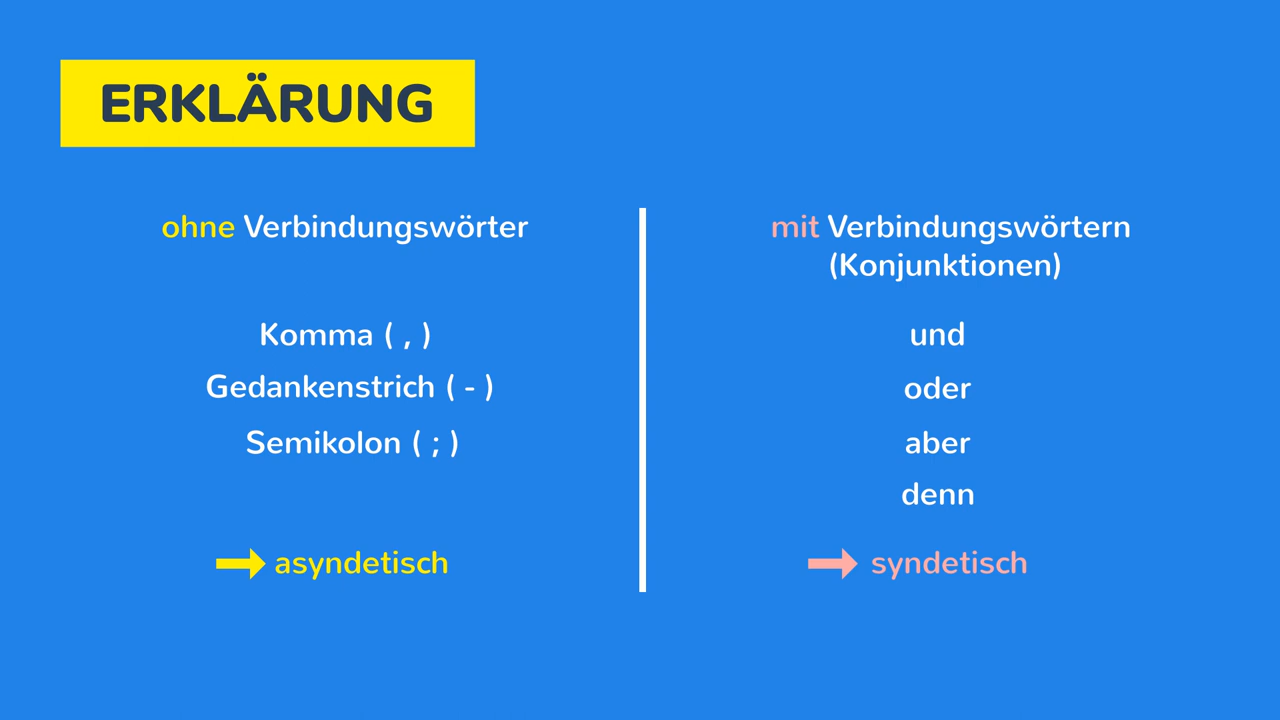 ERKLÄRUNG
ohne Verbindungswörter
Komma ( , )
Gedankenstrich ( - )
Semikolon ( ; )
asyndetisch
mit Verbindungswörtern
(Konjunktionen)
und
oder
aber
denn
syndetisch